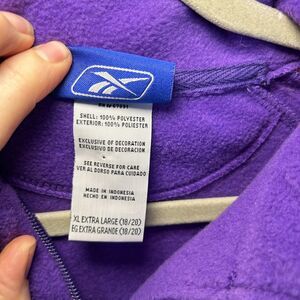 SHELL: 100% POLYESTER
EXTERIOR: 100% POLIESTER
EXCLUSIVE OF DECORATION
EXCLUSIVO DE DECORACION
SEE REVERSE FOR CARE
VER AL DORSO PARA CUIDADO
MADE IN INDONESIA
HECHO EN INDONESIA
XL EXTRA LARGE (18/20)
EG EXTRA GRANDE (18/20)